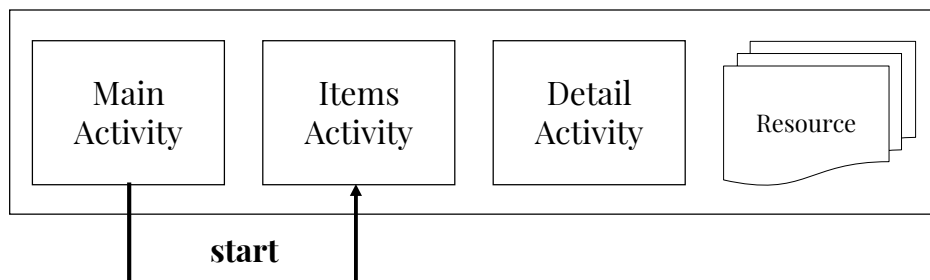 Main
Activity
Items
Activity
Detail
Activity
Resource
start